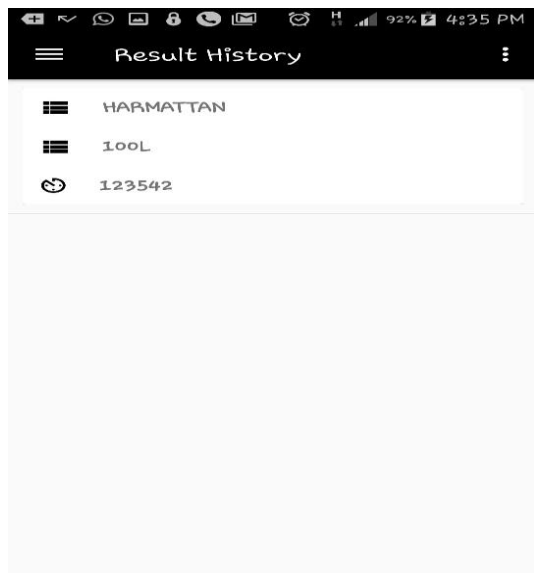 H 92% 4:35 PM
Result History
HARMATTAN
100L
123542